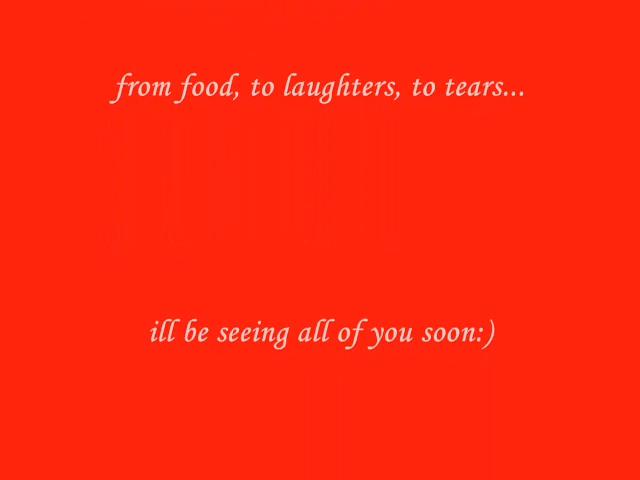 from food, to laughters, to tears...
ill be seeing all of you soon:)